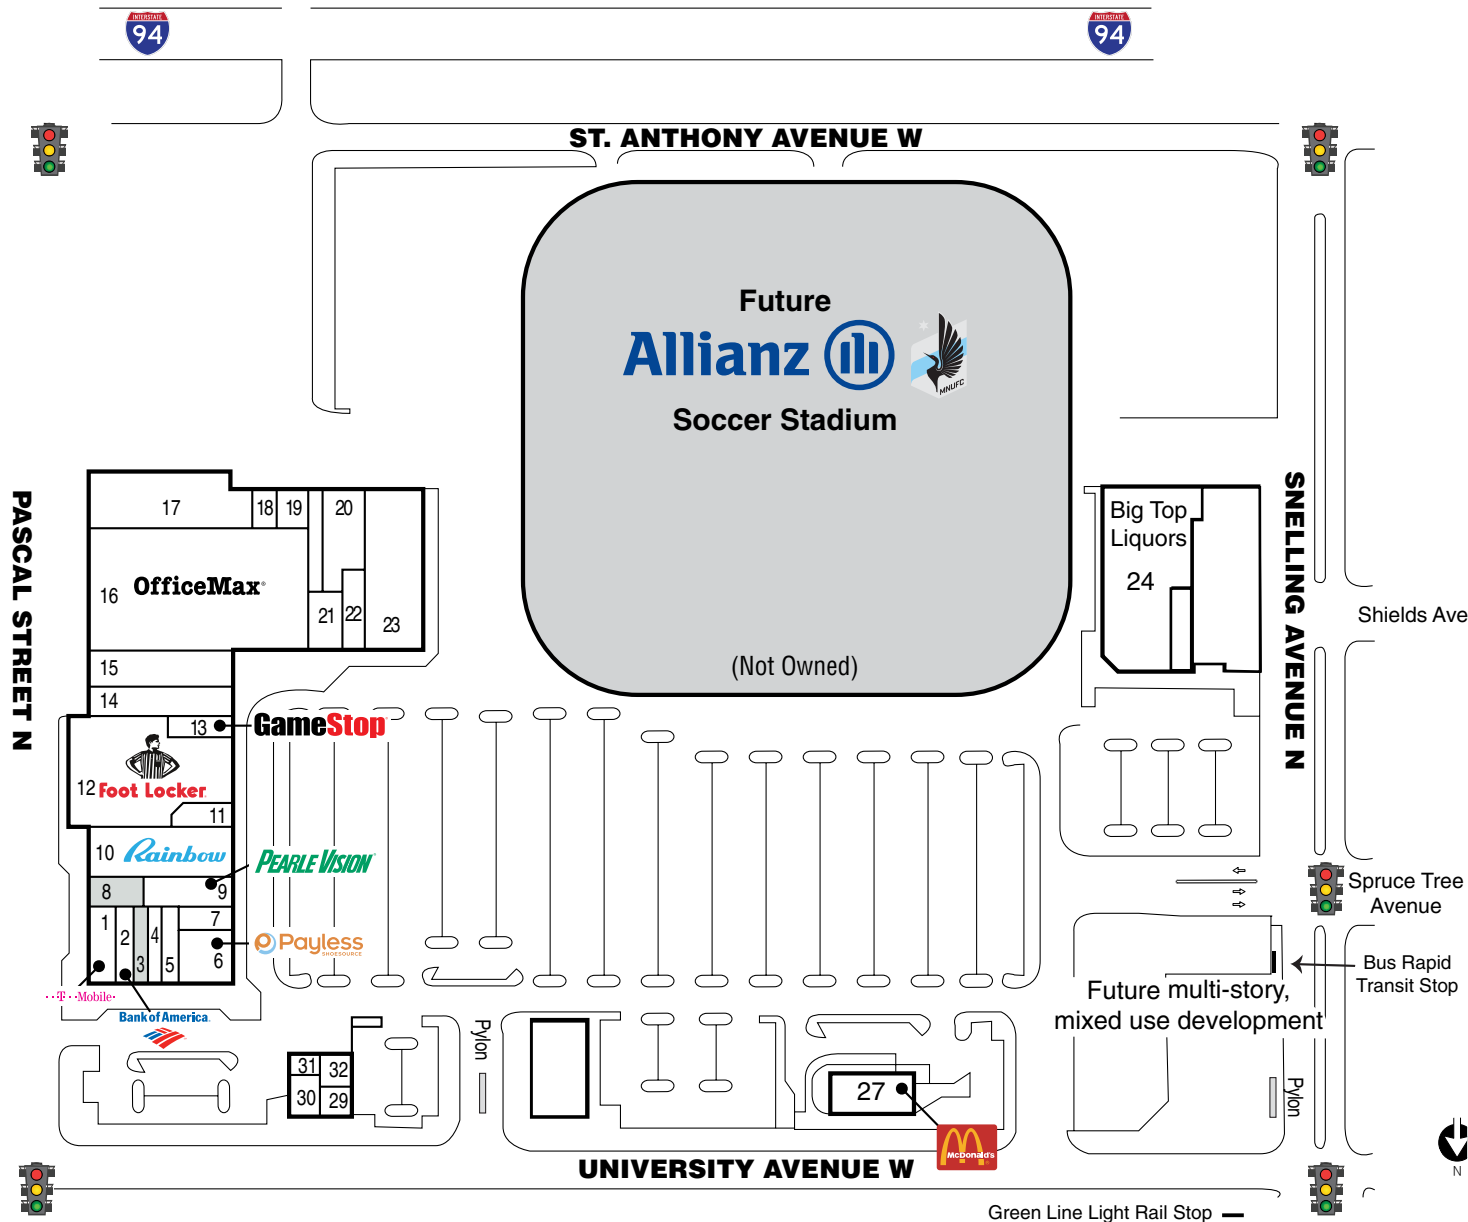 INTERSTATE
94
INTERSTATE
94
ST. ANTHONY AVENUE W
Future
Allianz
MNUFC
Soccer Stadium
(Not Owned)
PASCAL STREET N
SNELLING AVENUE N
17
18
19
20
16
OfficeMax®
21
22
23
15
14
13
GameStop
12
Foot Locker
11
10
Rainbow
PEARLE VISION
8
9
1
2
3
4
5
7
6
Payless
SHOESOURCE
T-Mobile
Bank of America
Big Top
Liquors
24
Shields Ave
Spruce Tree
Avenue
Bus Rapid
Transit Stop
Future multi-story,
mixed use development
Pylon
Pylon
31
32
30
29
27
McDonald's
UNIVERSITY AVENUE W
N
Green Line Light Rail Stop